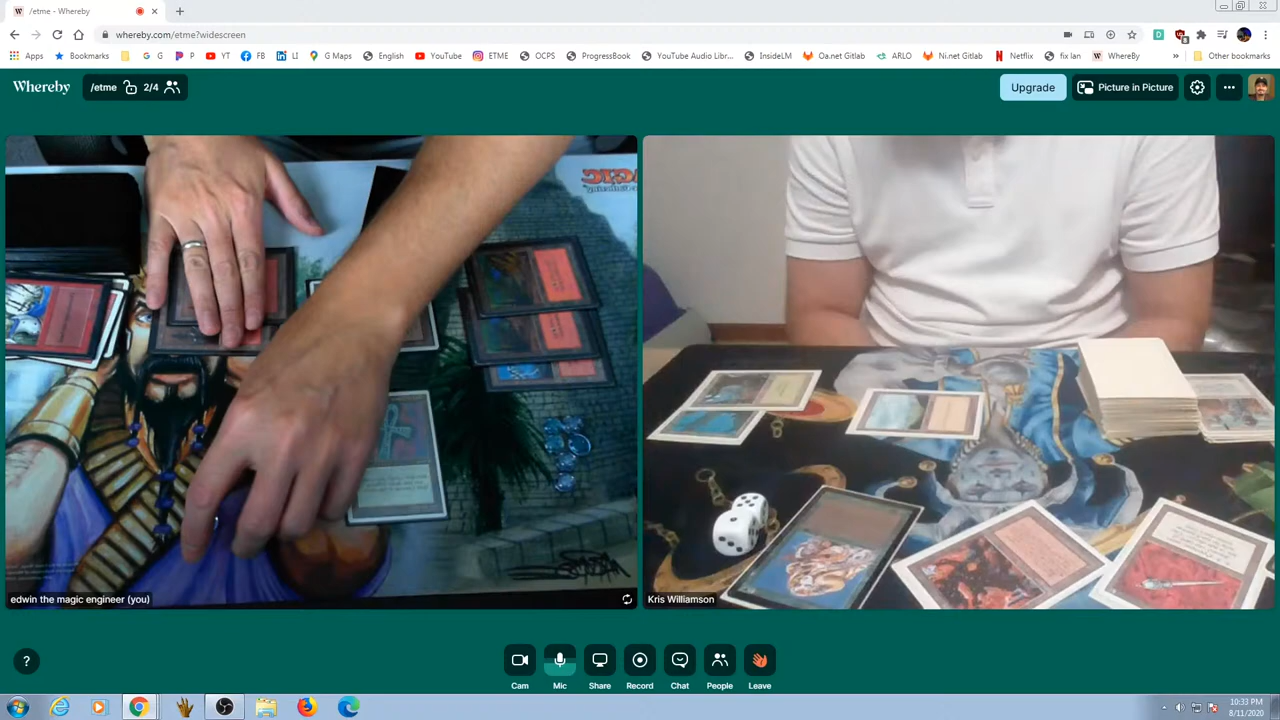 /etme - Whereby
whereby.com/etme?widescreen
Apps
Bookmarks
G
P
YT
FB
LI
G Maps
English
YouTube
ETME
OCPS
ProgressBook
YouTube Audio Libr...
InsideLM
Oa.net Gitlab
ARLO
Ni.net Gitlab
Netflix
fix lan
WhereBy
»
Other bookmarks
Whereby
/etme
2/4
Upgrade
Picture in Picture
edwin the magic engineer (you)
Kris Williamson
?
Cam
Mic
Share
Record
Chat
People
Leave
10:33 PM
8/11/2020